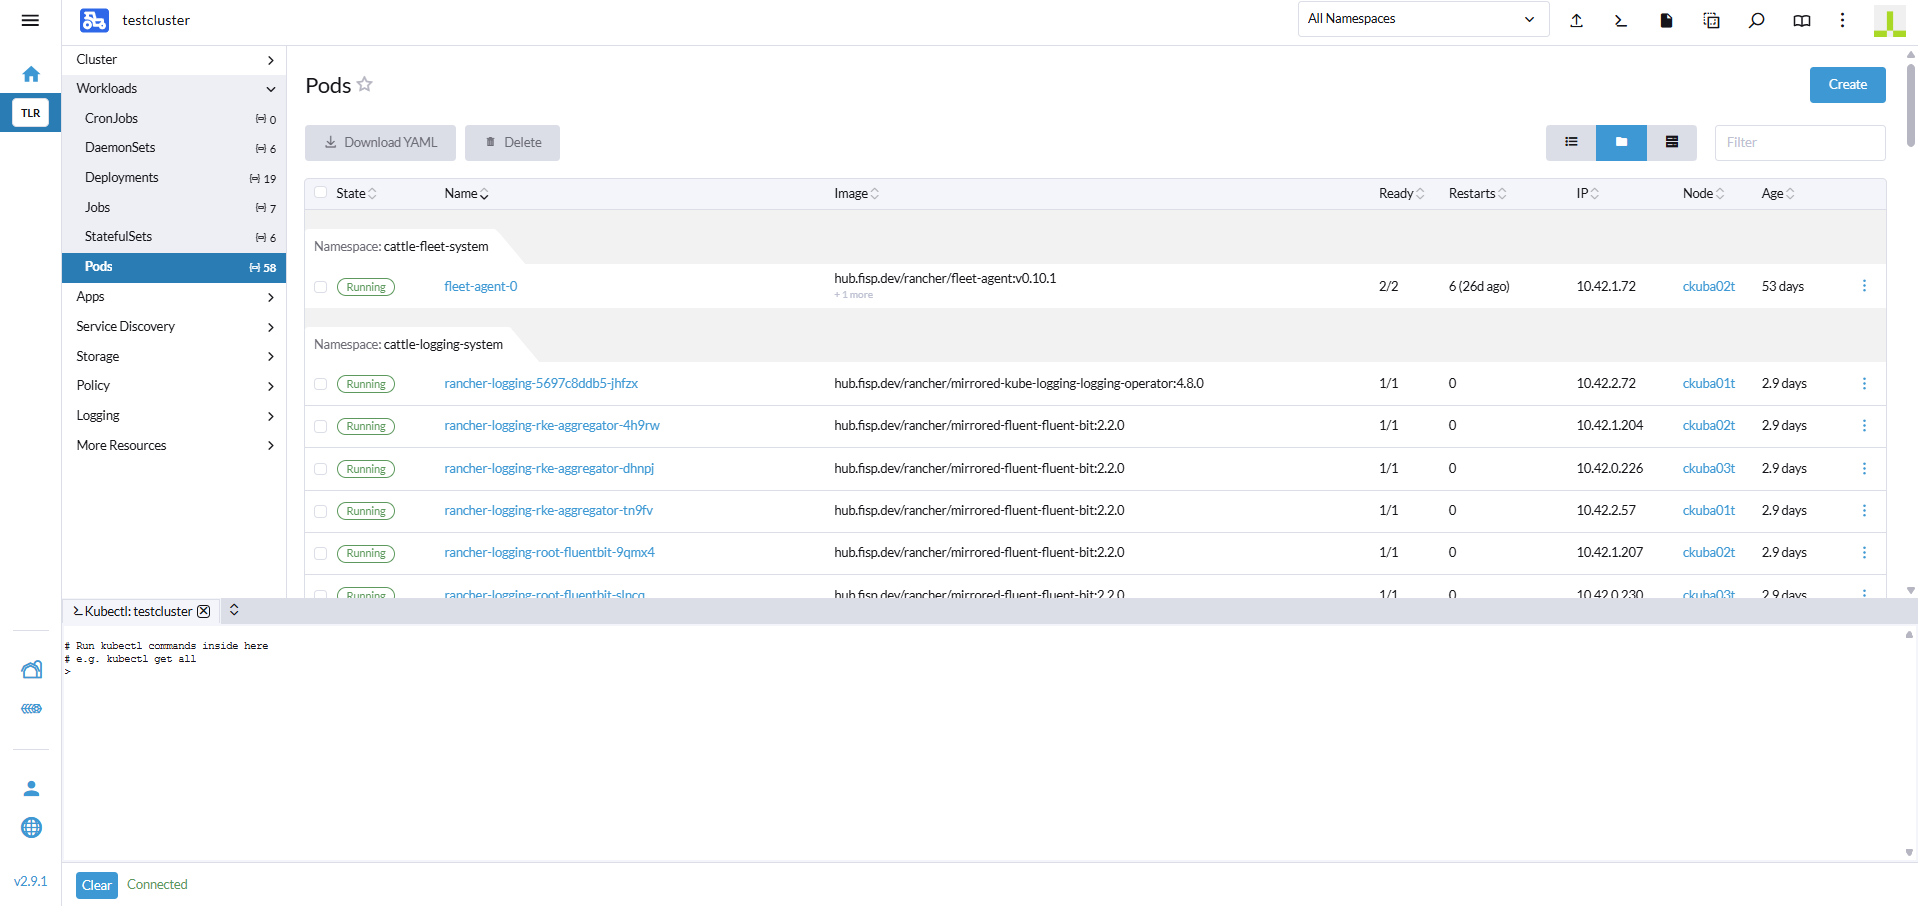 testcluster
All Namespaces
TLR
Cluster
Workloads
CronJobs 0
DaemonSets 6
Deployments 19
Jobs 7
StatefulSets 6
Pods 58
Apps
Service Discovery
Storage
Policy
Logging
More Resources
Pods
Create
Download YAML Delete
Filter
State Name Image Ready Restarts IP Node Age
Namespace: cattle-fleet-system
Running fleet-agent-0 hub.fisp.dev/rancher/fleet-agent:v0.10.1 2/2 6 (26d ago) 10.42.1.72 ckuba02t 53 days
+ 1 more
Namespace: cattle-logging-system
Running rancher-logging-5697c8ddb5-jhfzx hub.fisp.dev/rancher/mirrored-kube-logging-logging-operator:4.8.0 1/1 0 10.42.2.72 ckuba01t 2.9 days
Running rancher-logging-rke-aggregator-4h9rw hub.fisp.dev/rancher/mirrored-fluent-fluent-bit:2.2.0 1/1 0 10.42.1.204 ckuba02t 2.9 days
Running rancher-logging-rke-aggregator-dhnpj hub.fisp.dev/rancher/mirrored-fluent-fluent-bit:2.2.0 1/1 0 10.42.0.226 ckuba03t 2.9 days
Running rancher-logging-rke-aggregator-tn9fv hub.fisp.dev/rancher/mirrored-fluent-fluent-bit:2.2.0 1/1 0 10.42.2.57 ckuba01t 2.9 days
Running rancher-logging-root-fluentbit-9qmx4 hub.fisp.dev/rancher/mirrored-fluent-fluent-bit:2.2.0 1/1 0 10.42.1.207 ckuba02t 2.9 days
Running hub.fisp.dev/rancher/mirrored-fluent-fluent-bit:2.2.0 1/1 0 10.42.0.230 ckuba03t 2.9 days
Kubectl: testcluster
# Run kubectl commands inside here
# e.g. kubectl get all
>
v2.9.1
Clear Connected